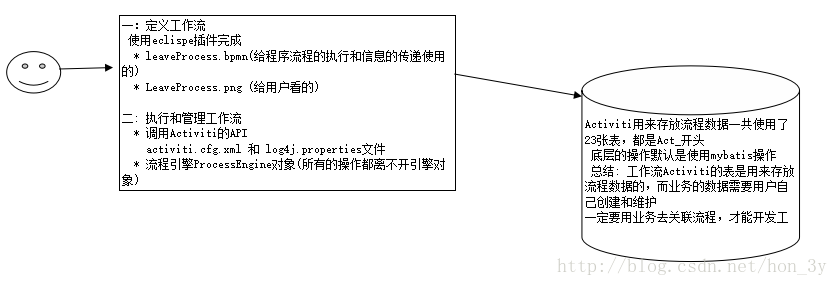 一：定义工作流
使用eclispe插件完成
* leaveProcess.bpmn(给程序流程的执行和信息的传递使用
的)
* LeaveProcess.png (给用户看的)
二: 执行和管理工作流
* 调用Activiti的API
activiti.cfg.xml 和 log4j.properties文件
* 流程引擎ProcessEngine对象(所有的操作都离不开引擎对
象)
Activiti用来存放流程数据一共使用了
23张表，都是Act_开头
底层的操作默认是使用mybatis操作
总结: 工作流Activiti的表是用来存放
流程数据的，而业务的数据需要用户自
己创建和维护
一定要用业务去关联流程，才能开发工
http://blog.csdn.net/hon_3y